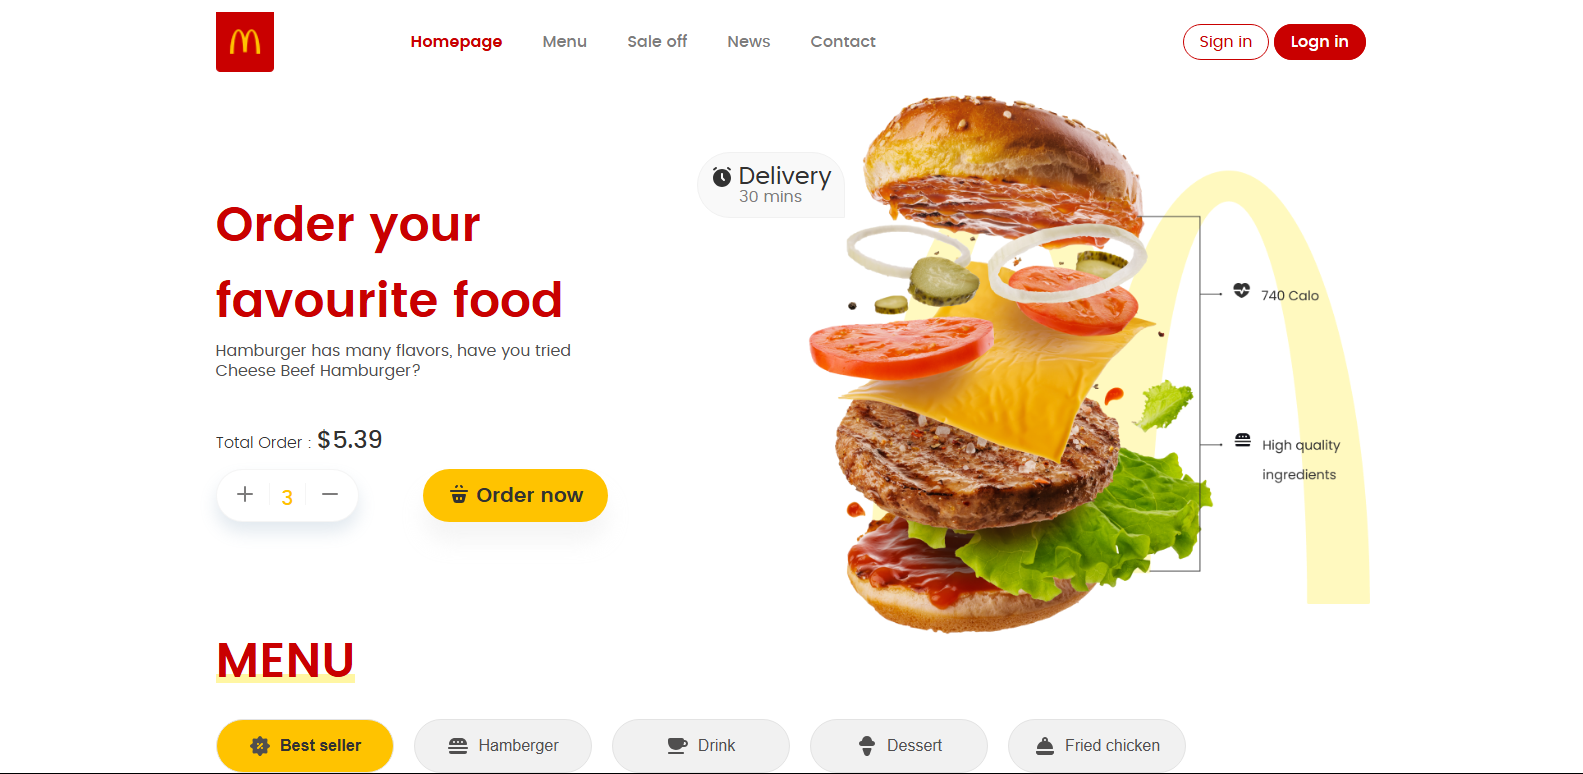 Homepage Menu Sale off News Contact Sign in Logn in
Delivery
30 mins
Order your
favourite food
Hamburger has many flavors, have you tried
Cheese Beef Hamburger?
740 Calo
High quality
ingredients
Total Order : $5.39
+ 3 −
Order now
MENU
Best seller Hamberger Drink Dessert Fried chicken